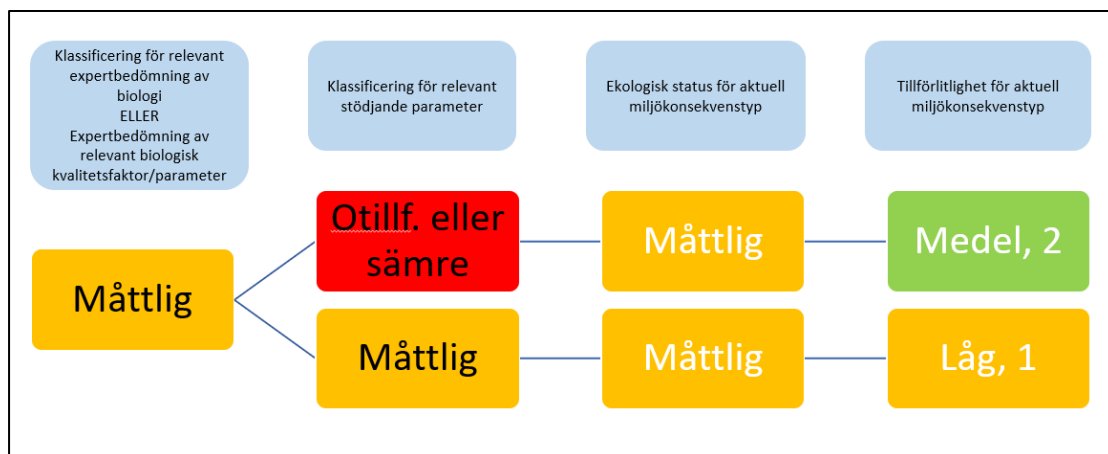 Klassificering för relevant
expertbedömning av
biologi
ELLER
Expertbedömning av
relevant biologisk
kvalitetsfaktor/parameter
Klassificering för relevant
stödjande parameter
Ekologisk status för aktuell
miljökonsekvenstyp
Tillförlitlighet för aktuell
miljökonsekvenstyp
Måttlig
Otillf. eller
sämre
Måttlig
Medel, 2
Måttlig
Måttlig
Låg, 1